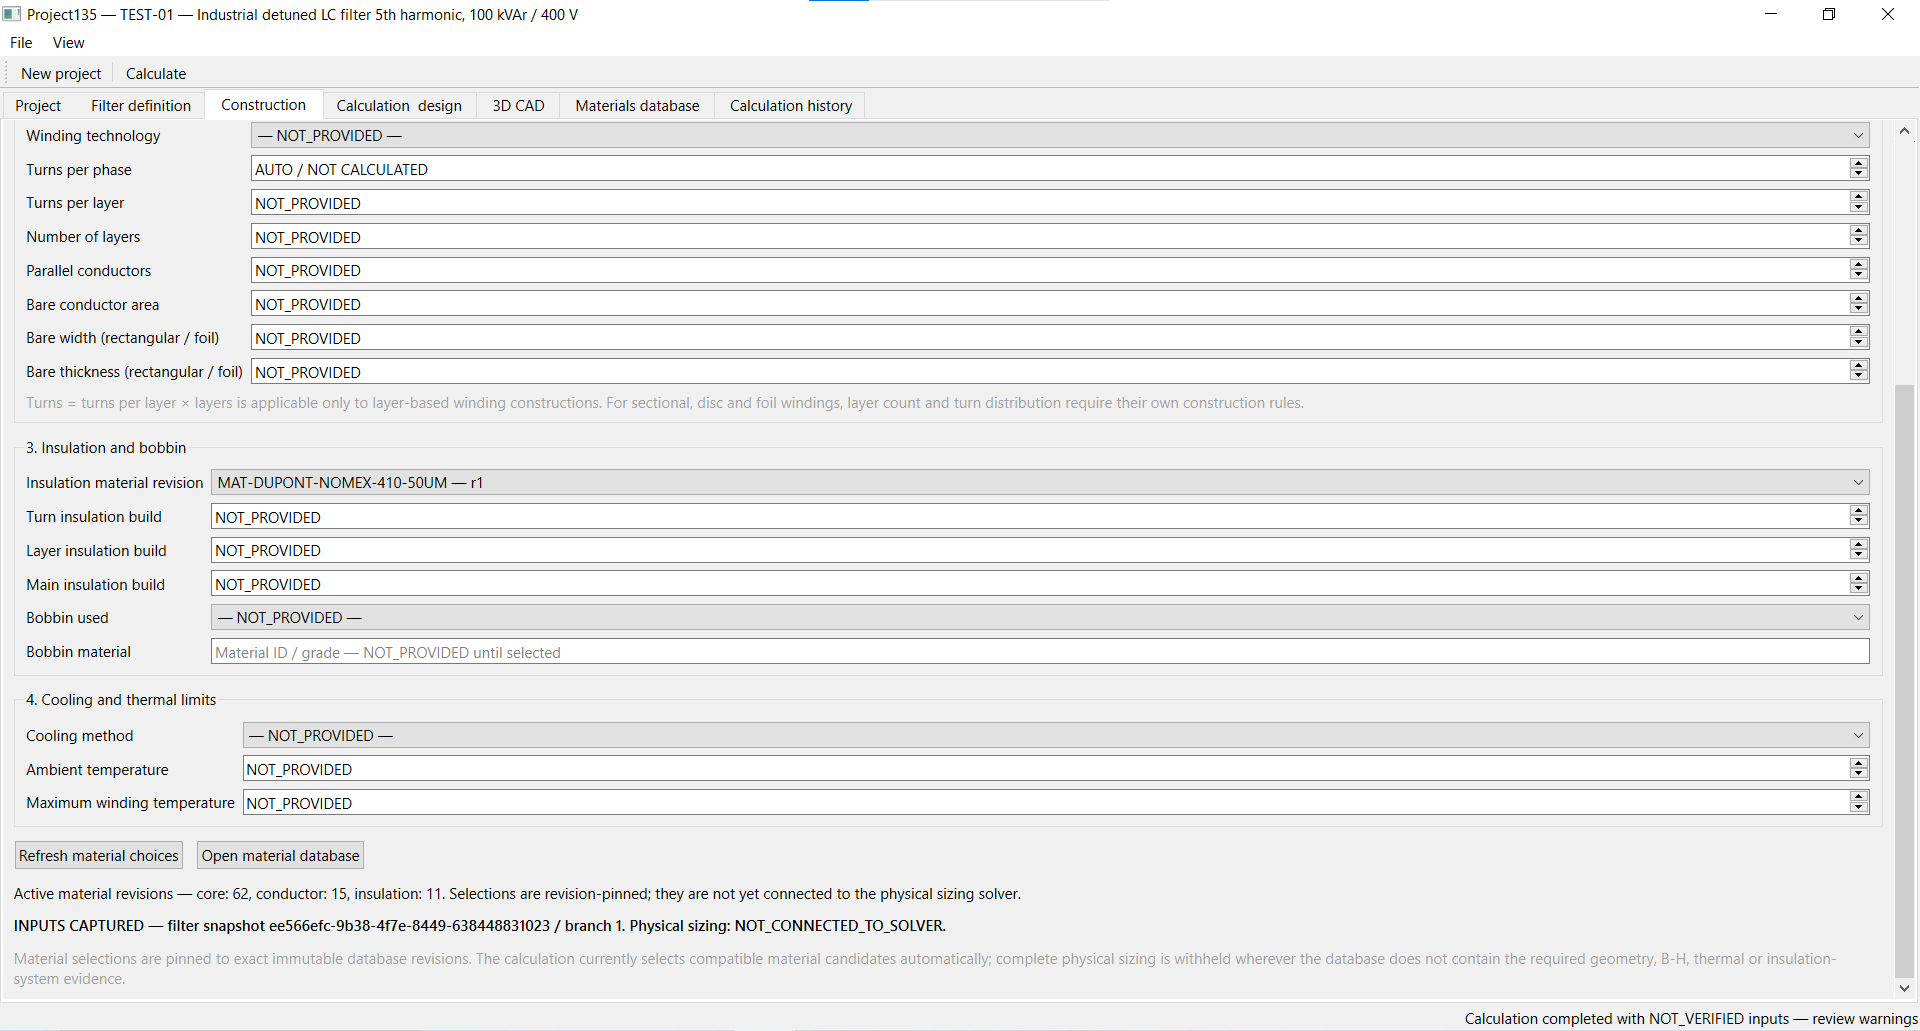 Project135 — TEST-01 — Industrial detuned LC filter 5th harmonic, 100 kVAr / 400 V
File View
New project Calculate
Project Filter definition Construction Calculation design 3D CAD Materials database Calculation history
Winding technology — NOT_PROVIDED —
Turns per phase AUTO / NOT CALCULATED
Turns per layer NOT_PROVIDED
Number of layers NOT_PROVIDED
Parallel conductors NOT_PROVIDED
Bare conductor area NOT_PROVIDED
Bare width (rectangular / foil) NOT_PROVIDED
Bare thickness (rectangular / foil) NOT_PROVIDED
Turns = turns per layer × layers is applicable only to layer-based winding constructions. For sectional, disc and foil windings, layer count and turn distribution require their own construction rules.
3. Insulation and bobbin
Insulation material revision MAT-DUPONT-NOMEX-410-50UM — r1
Turn insulation build NOT_PROVIDED
Layer insulation build NOT_PROVIDED
Main insulation build NOT_PROVIDED
Bobbin used — NOT_PROVIDED —
Bobbin material Material ID / grade — NOT_PROVIDED until selected
4. Cooling and thermal limits
Cooling method — NOT_PROVIDED —
Ambient temperature NOT_PROVIDED
Maximum winding temperature NOT_PROVIDED
Refresh material choices Open material database
Active material revisions — core: 62, conductor: 15, insulation: 11. Selections are revision-pinned; they are not yet connected to the physical sizing solver.
INPUTS CAPTURED — filter snapshot ee566efc-9b38-4f7e-8449-638448831023 / branch 1. Physical sizing: NOT_CONNECTED_TO_SOLVER.
Material selections are pinned to exact immutable database revisions. The calculation currently selects compatible material candidates automatically; complete physical sizing is withheld wherever the database does not contain the required geometry, B-H, thermal or insulation-
system evidence.
Calculation completed with NOT_VERIFIED inputs — review warnings